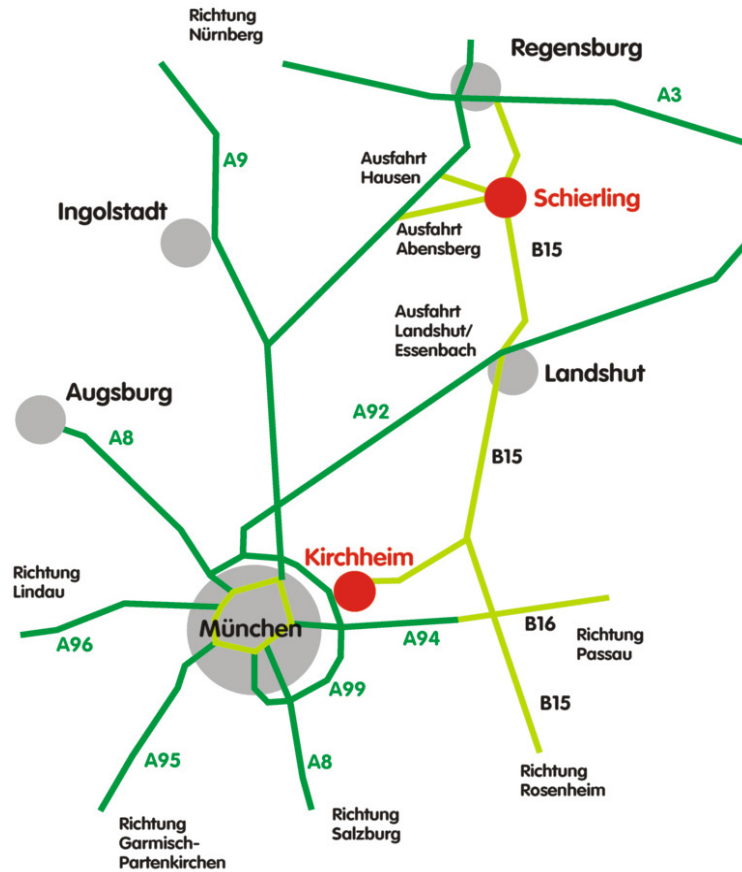 Richtung
Nürnberg
Regensburg
A3
A9
Ausfahrt
Hausen
Schierling
Ingolstadt
Ausfahrt
Abensberg
B15
Ausfahrt
Landshut/
Essenbach
Landshut
Augsburg
A92
A8
B15
Kirchheim
Richtung
Lindau
München
A96
A94
B16
Richtung
Passau
A99
B15
A95
A8
Richtung
Rosenheim
Richtung
Salzburg
Richtung
Garmisch-
Partenkirchen